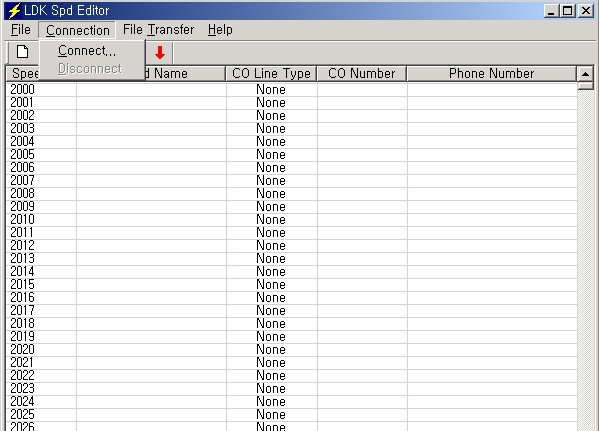 LDK Spd Editor
File Connection File Transfer Help
Connect...
Disconnect
Spee d Name CO Line Type CO Number Phone Number
2000 None
2001 None
2002 None
2003 None
2004 None
2005 None
2006 None
2007 None
2008 None
2009 None
2010 None
2011 None
2012 None
2013 None
2014 None
2015 None
2016 None
2017 None
2018 None
2019 None
2020 None
2021 None
2022 None
2023 None
2024 None
2025 None
2026 None